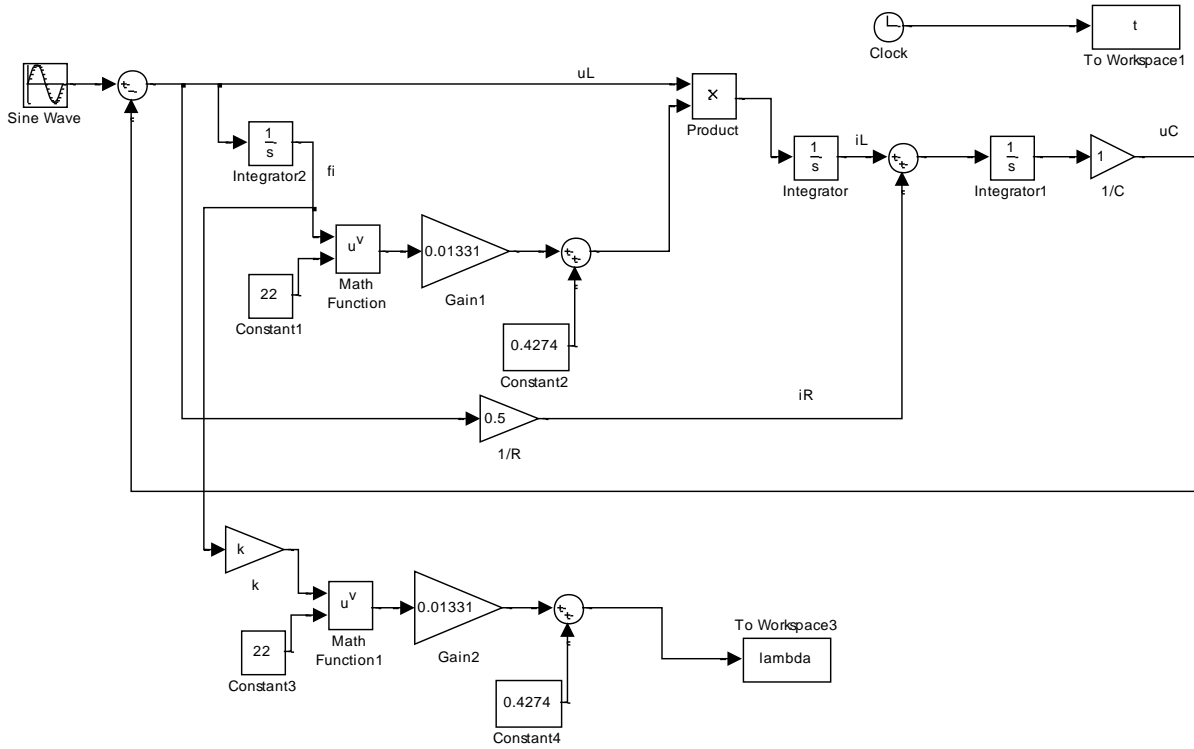 t
Clock
To Workspace1
Sine Wave
+
-
uL
x
Product
1
s
Integrator2
fi
1
s
Integrator
iL
+
+
1
s
Integrator1
1
1/C
uC
u^v
Math
Function
0.01331
Gain1
+
+
22
Constant1
0.4274
Constant2
0.5
1/R
iR
k
k
u^v
Math
Function1
0.01331
Gain2
+
+
22
Constant3
0.4274
Constant4
To Workspace3
lambda